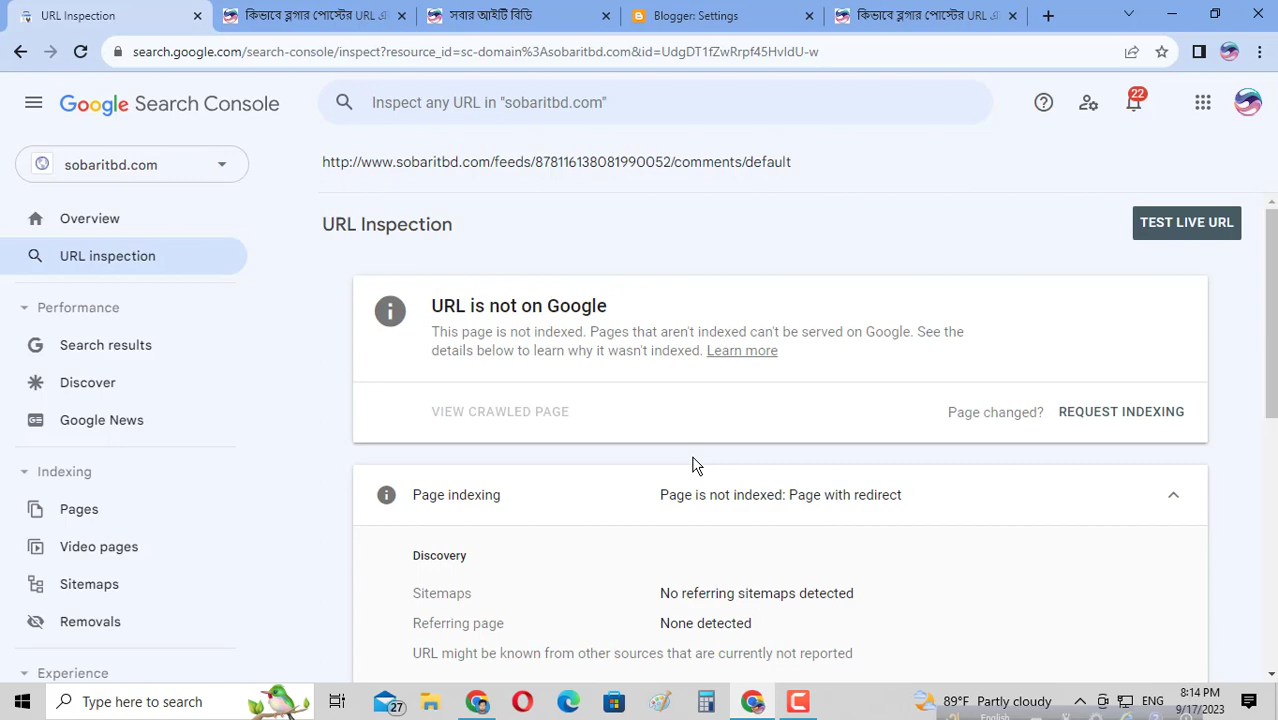 URL Inspection
কিভাবে ব্লগার পোস্টের URL এ
সবার আইটি বিডি
Blogger: Settings
কিভাবে ব্লগার পোস্টের URL এ
search.google.com/search-console/inspect?resource_id=sc-domain%3Asobaritbd.com&id=UdgDT1fZwRrpf45HvIdU-w
Google Search Console
Inspect any URL in "sobaritbd.com"
22
sobaritbd.com
http://www.sobaritbd.com/feeds/878116138081990052/comments/default
Overview
URL inspection
Performance
Search results
Discover
Google News
Indexing
Pages
Video pages
Sitemaps
Removals
Experience
URL Inspection
TEST LIVE URL
URL is not on Google
This page is not indexed. Pages that aren't indexed can't be served on Google. See the
details below to learn why it wasn't indexed. Learn more
VIEW CRAWLED PAGE
Page changed? REQUEST INDEXING
Page indexing
Page is not indexed: Page with redirect
Discovery
Sitemaps
No referring sitemaps detected
Referring page
None detected
URL might be known from other sources that are currently not reported
Type here to search
27
89°F Partly cloudy
ENG
8:14 PM
9/17/2023
English